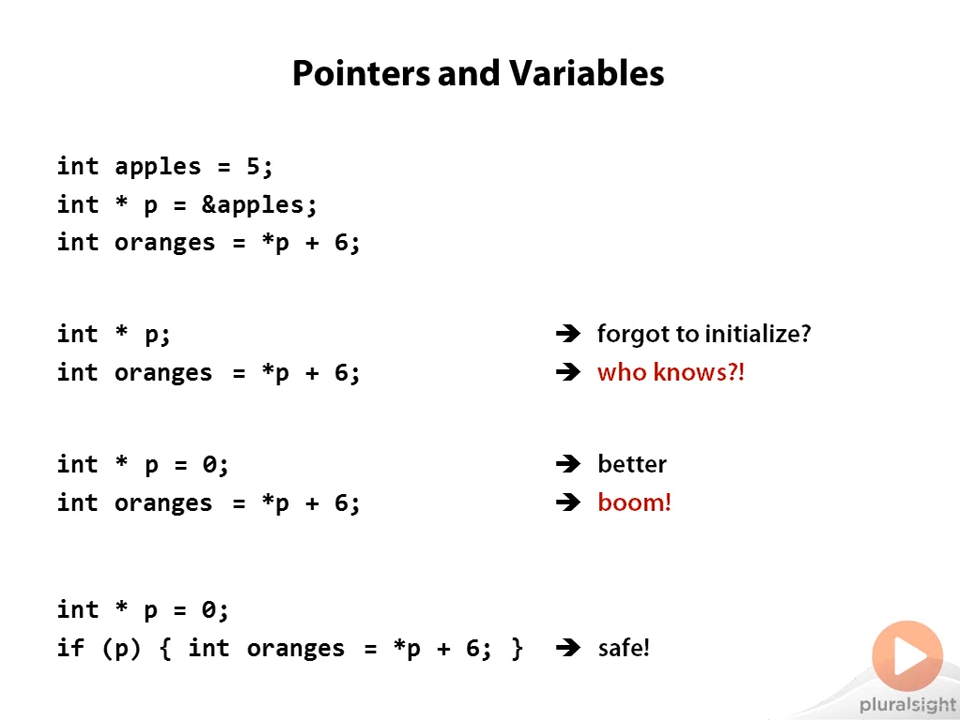 Pointers and Variables
int apples = 5;
int * p = &apples;
int oranges = *p + 6;
int * p; ➔ forgot to initialize?
int oranges = *p + 6; ➔ who knows?!
int * p = 0; ➔ better
int oranges = *p + 6; ➔ boom!
int * p = 0;
if (p) { int oranges = *p + 6; } ➔ safe!
pluralsight